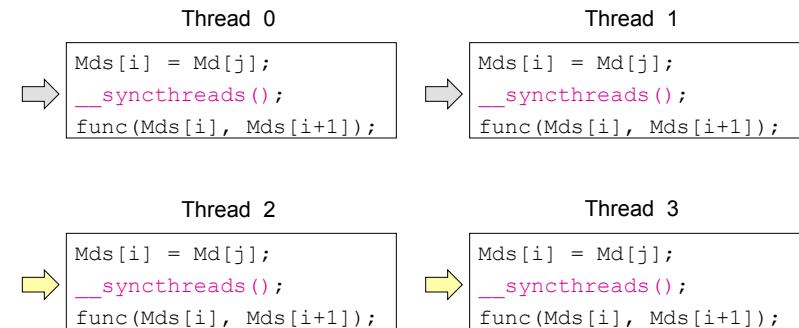 Thread 0
Mds[i] = Md[j];
__syncthreads();
func(Mds[i], Mds[i+1]);
Thread 1
Mds[i] = Md[j];
__syncthreads();
func(Mds[i], Mds[i+1]);
Thread 2
Mds[i] = Md[j];
__syncthreads();
func(Mds[i], Mds[i+1]);
Thread 3
Mds[i] = Md[j];
__syncthreads();
func(Mds[i], Mds[i+1]);